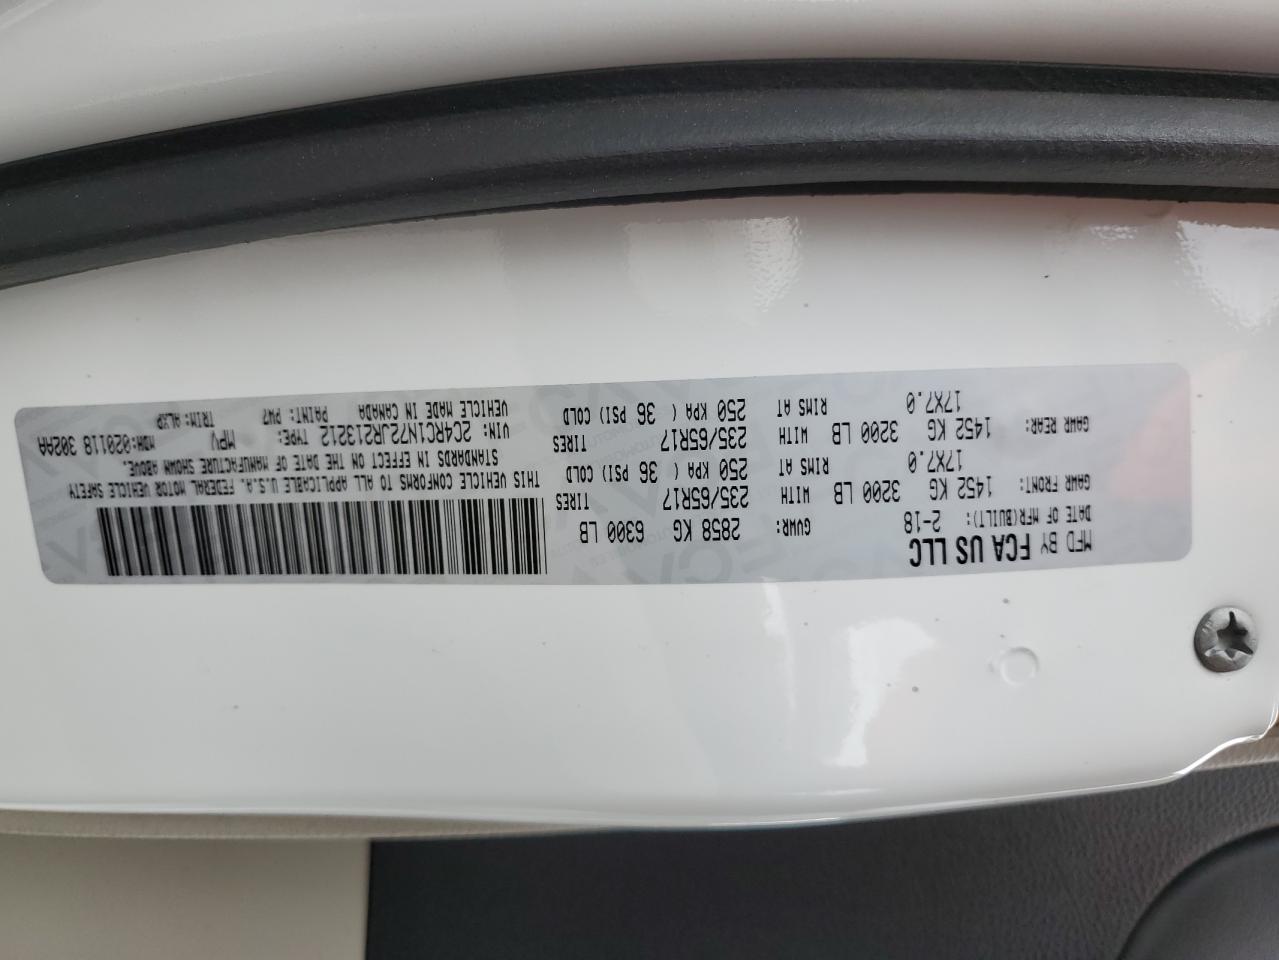 MFD BY FCA US LLC
DATE OF MFR(BUILT): 2-18 GVWR: 2858 KG 6300 LB
GAWR FRONT: 1452 KG 3200 LB WITH 235/65R17 TIRES
17X7.0 RIMS AT 250 KPA ( 36 PSI) COLD
GAWR REAR: 1452 KG 3200 LB WITH 235/65R17 TIRES
17X7.0 RIMS AT 250 KPA ( 36 PSI) COLD
THIS VEHICLE CONFORMS TO ALL APPLICABLE U.S.A. FEDERAL MOTOR VEHICLE SAFETY
STANDARDS IN EFFECT ON THE DATE OF MANUFACTURE SHOWN ABOVE.
VIN: 2C4RC1N72JR213212 TYPE: MPV MDH:020118 302AA
VEHICLE MADE IN CANADA PAINT: PW7 TRIM:HLXP